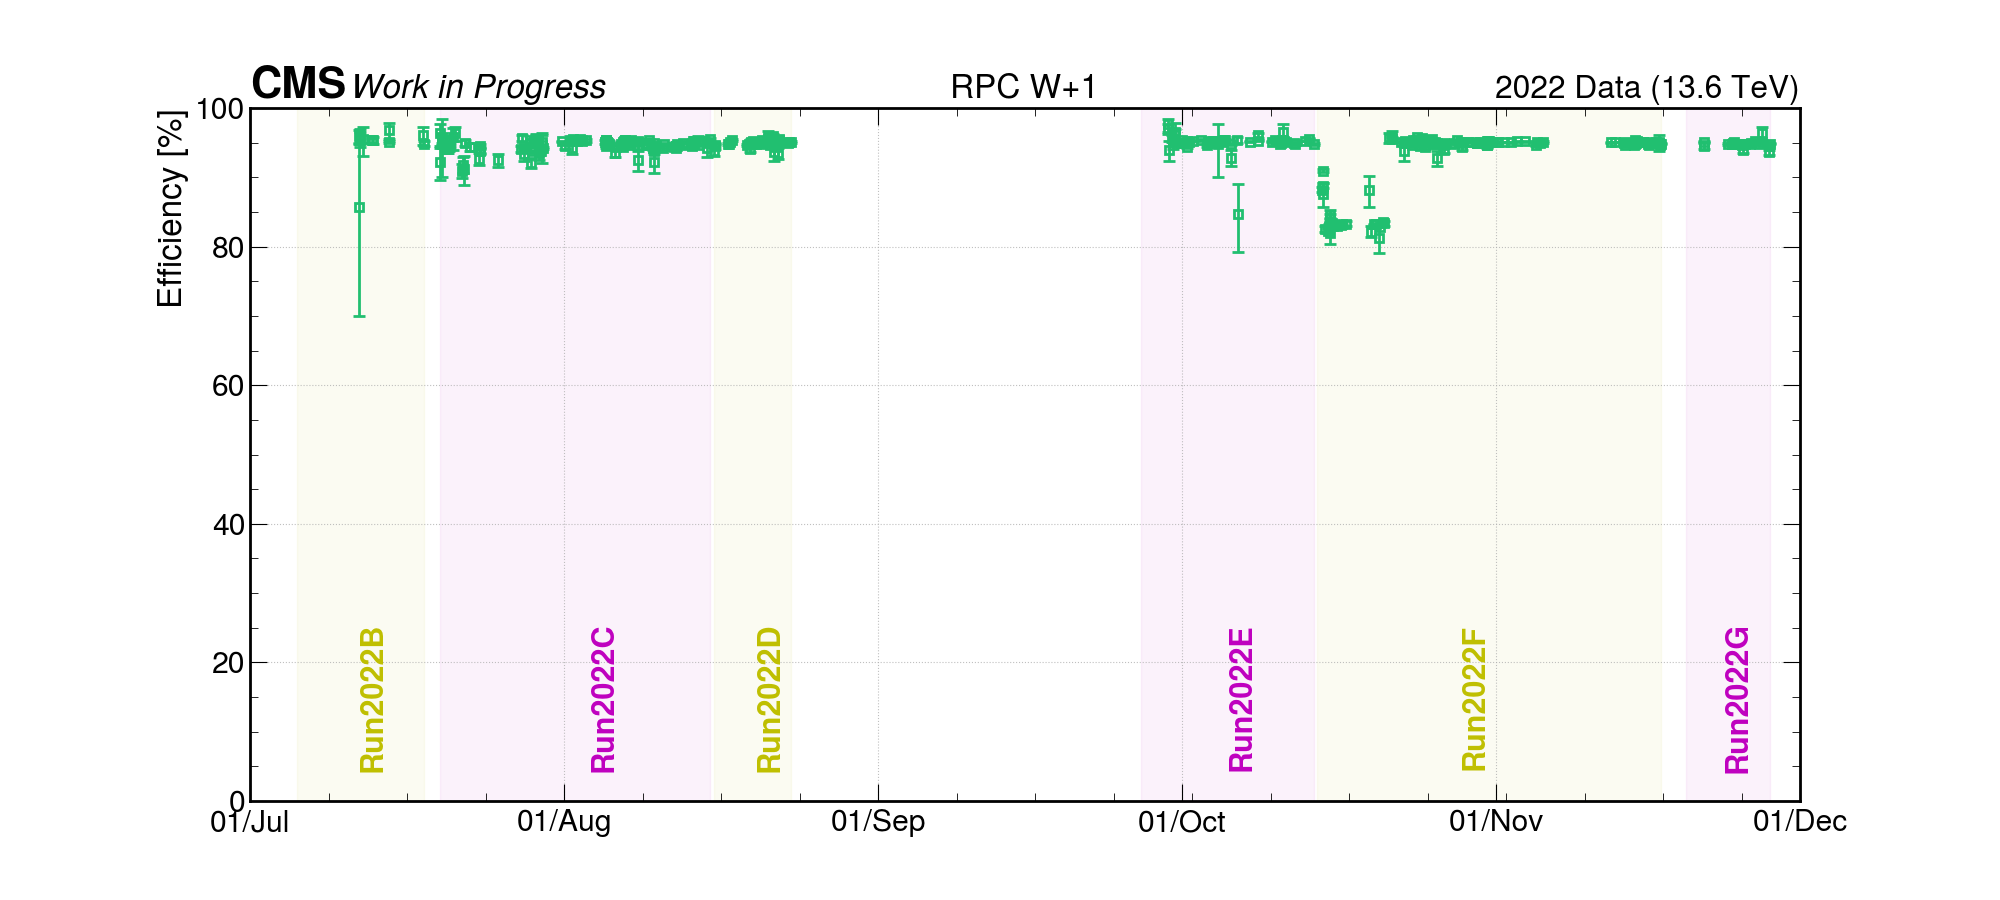 CMS Work in Progress RPC W+1 2022 Data (13.6 TeV)
Efficiency [%]
100
80
60
40
20
0
Run2022B
Run2022C
Run2022D
Run2022E
Run2022F
Run2022G
01/Jul 01/Aug 01/Sep 01/Oct 01/Nov 01/Dec